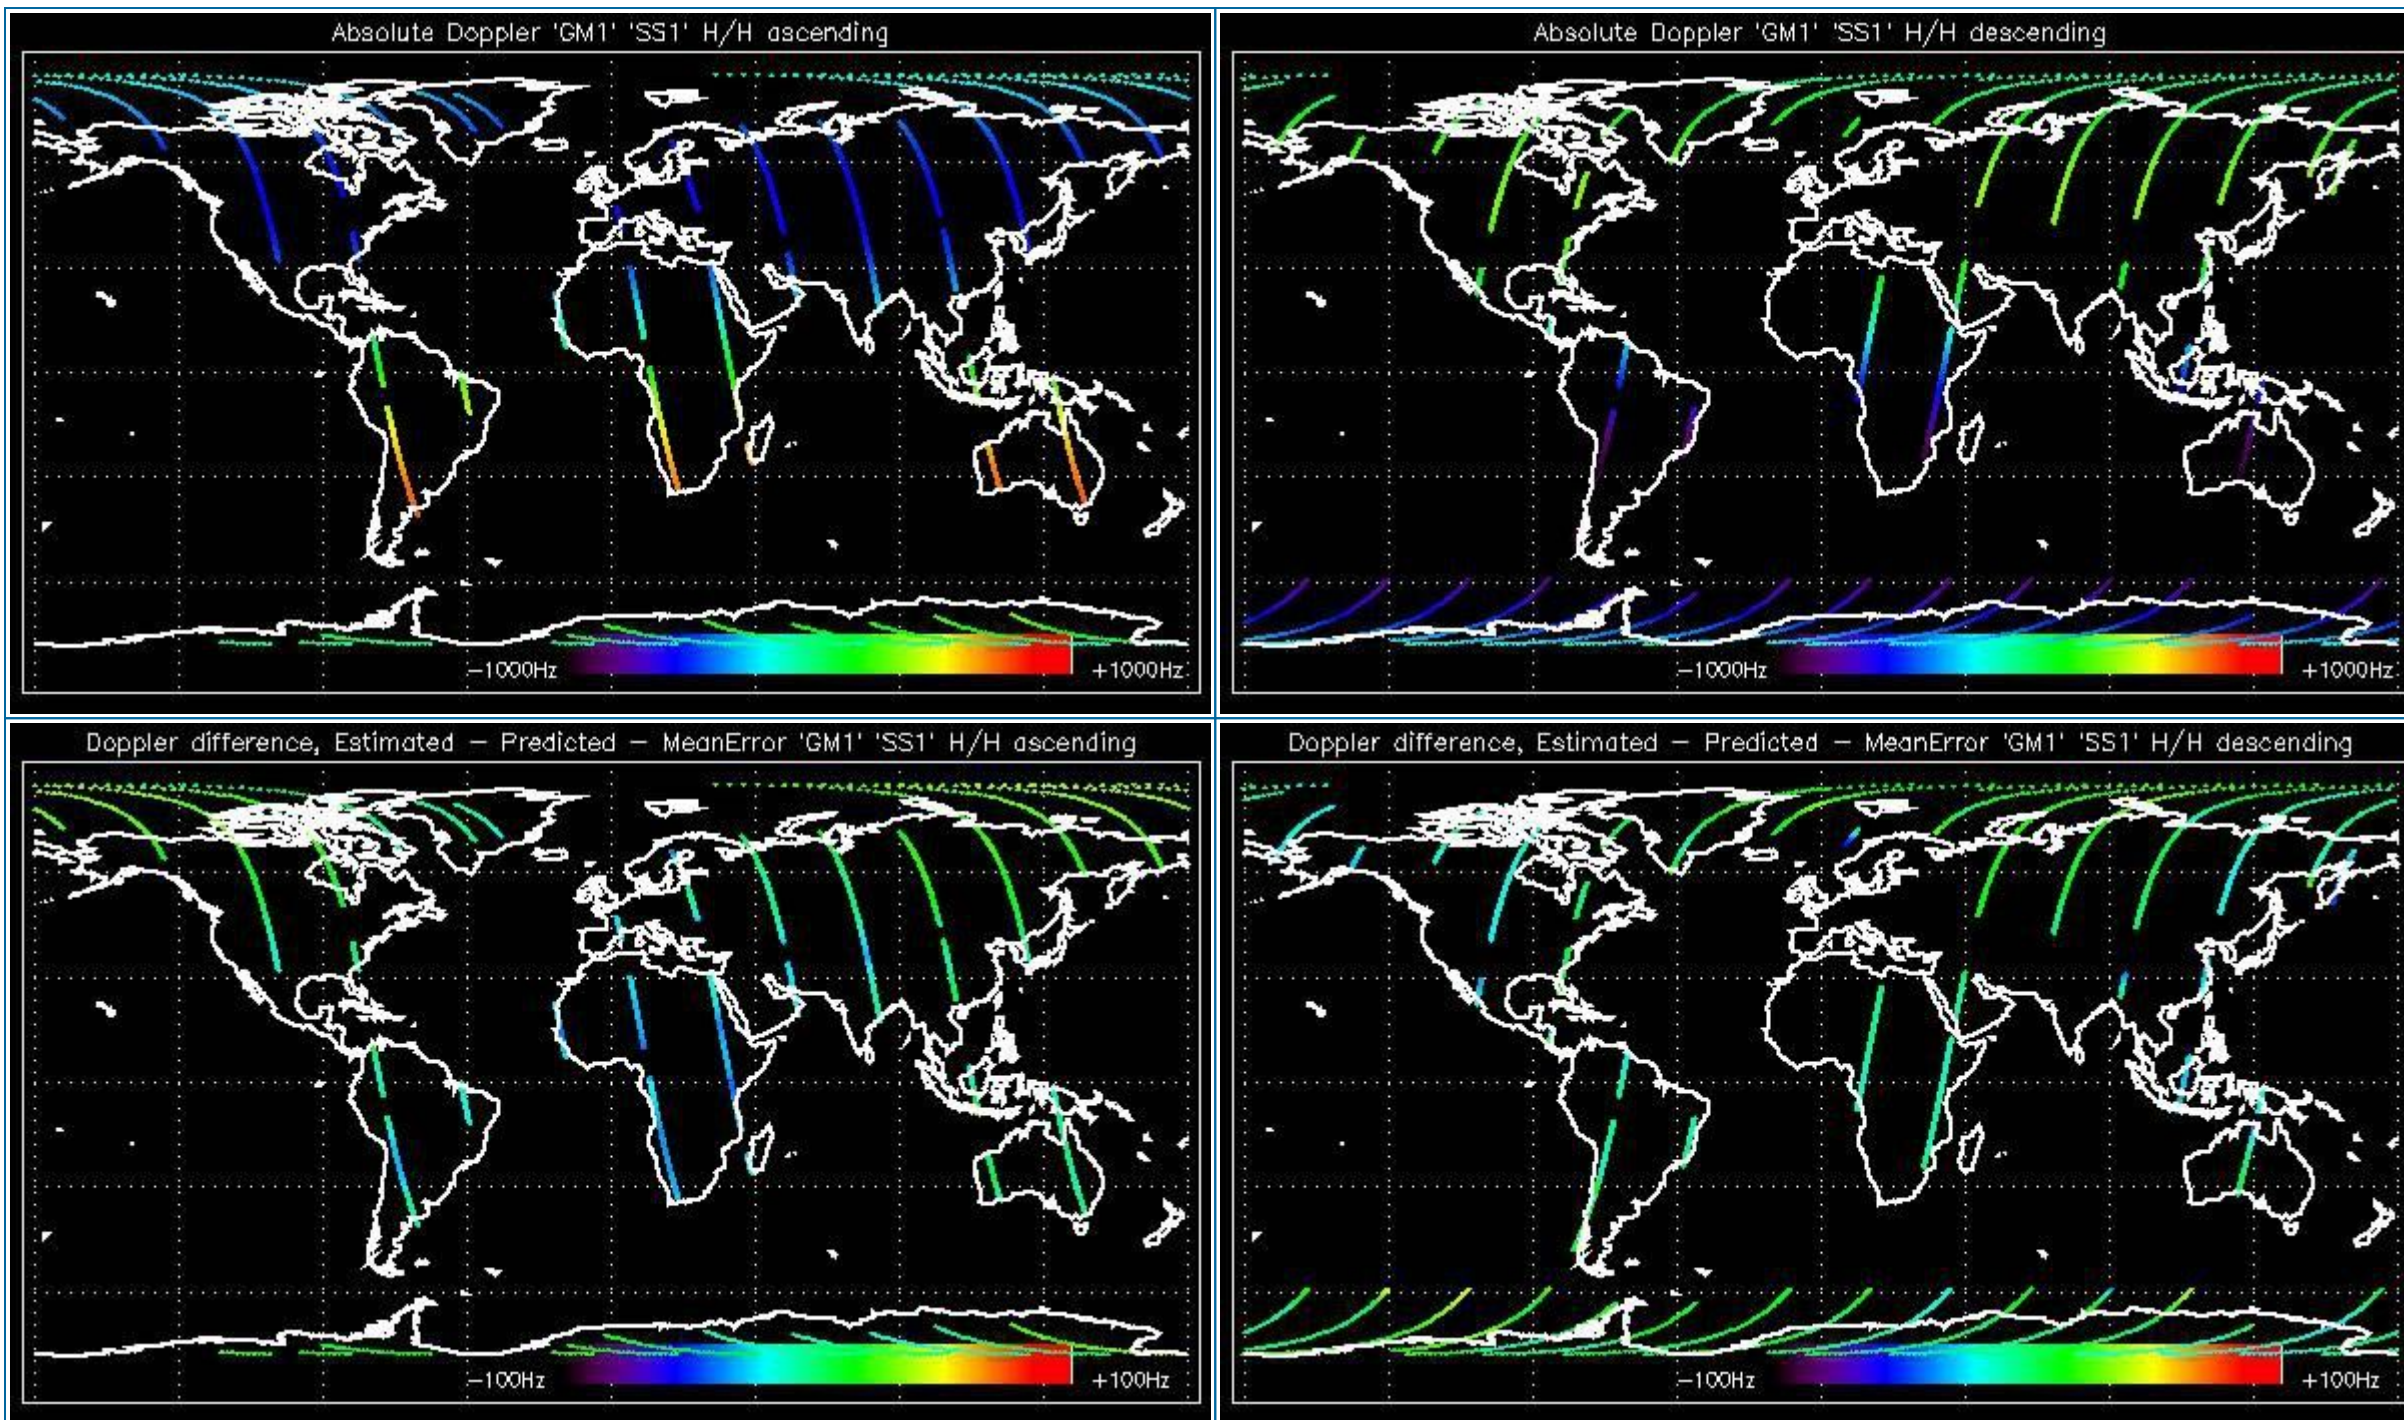 Absolute Doppler 'GM1' 'SS1' H/H ascending
-1000Hz
+1000Hz
Absolute Doppler 'GM1' 'SS1' H/H descending
-1000Hz
+1000Hz
Doppler difference, Estimated - Predicted - MeanError 'GM1' 'SS1' H/H ascending
-100Hz
+100Hz
Doppler difference, Estimated - Predicted - MeanError 'GM1' 'SS1' H/H descending
-100Hz
+100Hz